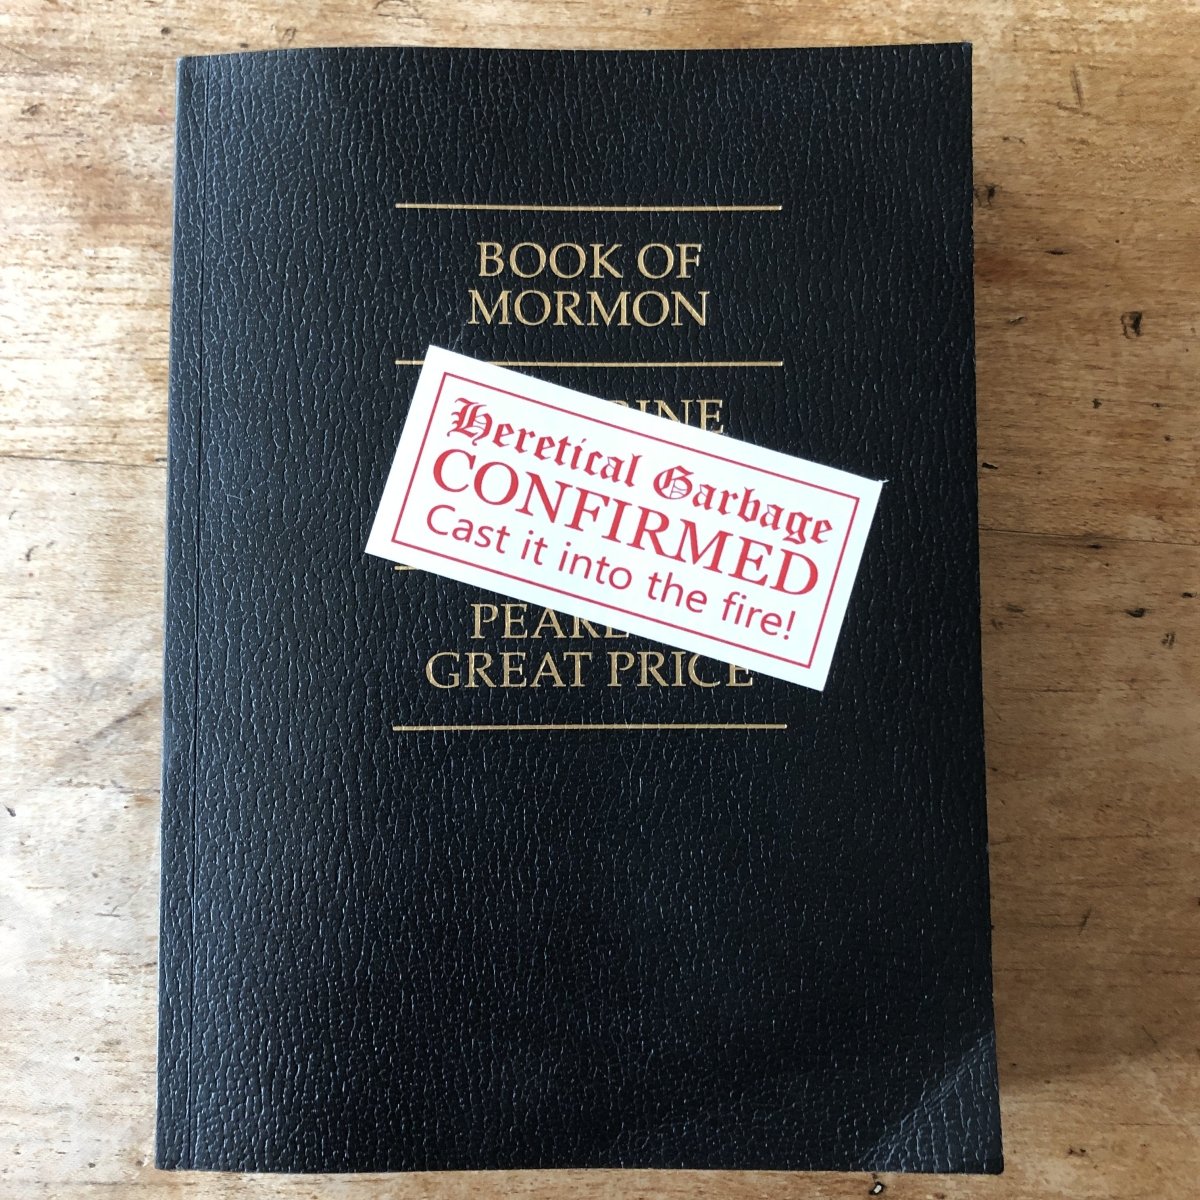 BOOK OF
MORMON
Heretical Garbage
CONFIRMED
Cast it into the fire!
GREAT PRICE